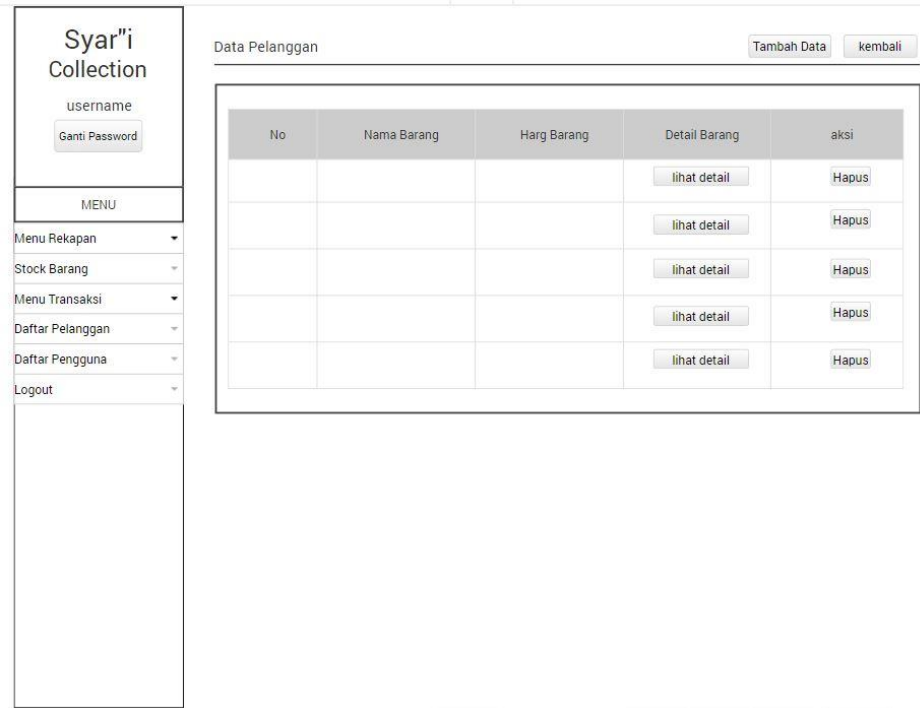 Syar"i
Collection
username
Ganti Password
MENU
Menu Rekapan
Stock Barang
Menu Transaksi
Daftar Pelanggan
Daftar Pengguna
Logout
Data Pelanggan Tambah Data kembali
No Nama Barang Harg Barang Detail Barang aksi
lihat detail Hapus
lihat detail Hapus
lihat detail Hapus
lihat detail Hapus
lihat detail Hapus